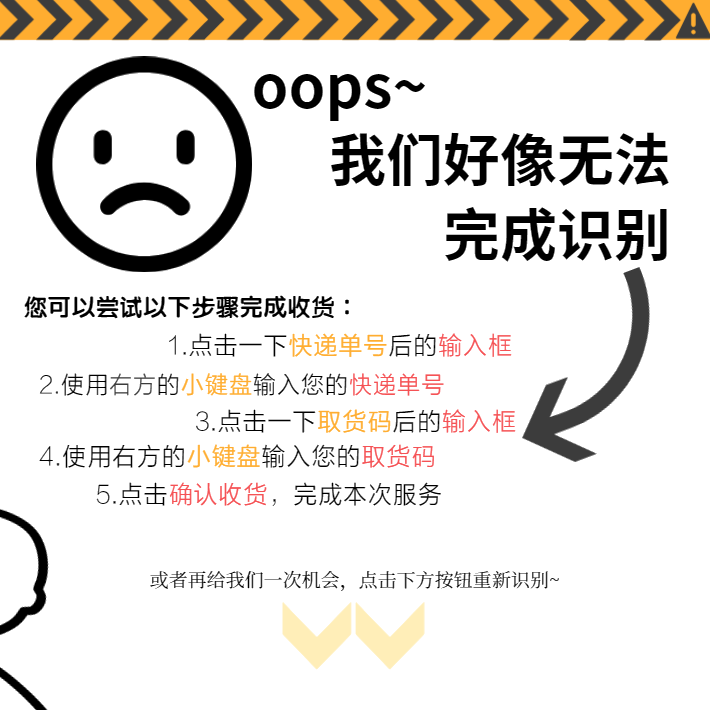 oops~
我们好像无法
完成识别
您可以尝试以下步骤完成收货：
1.点击一下快递单号后的输入框
2.使用右方的小键盘输入您的快递单号
3.点击一下取货码后的输入框
4.使用右方的小键盘输入您的取货码
5.点击确认收货，完成本次服务
或者再给我们一次机会，点击下方按钮重新识别~